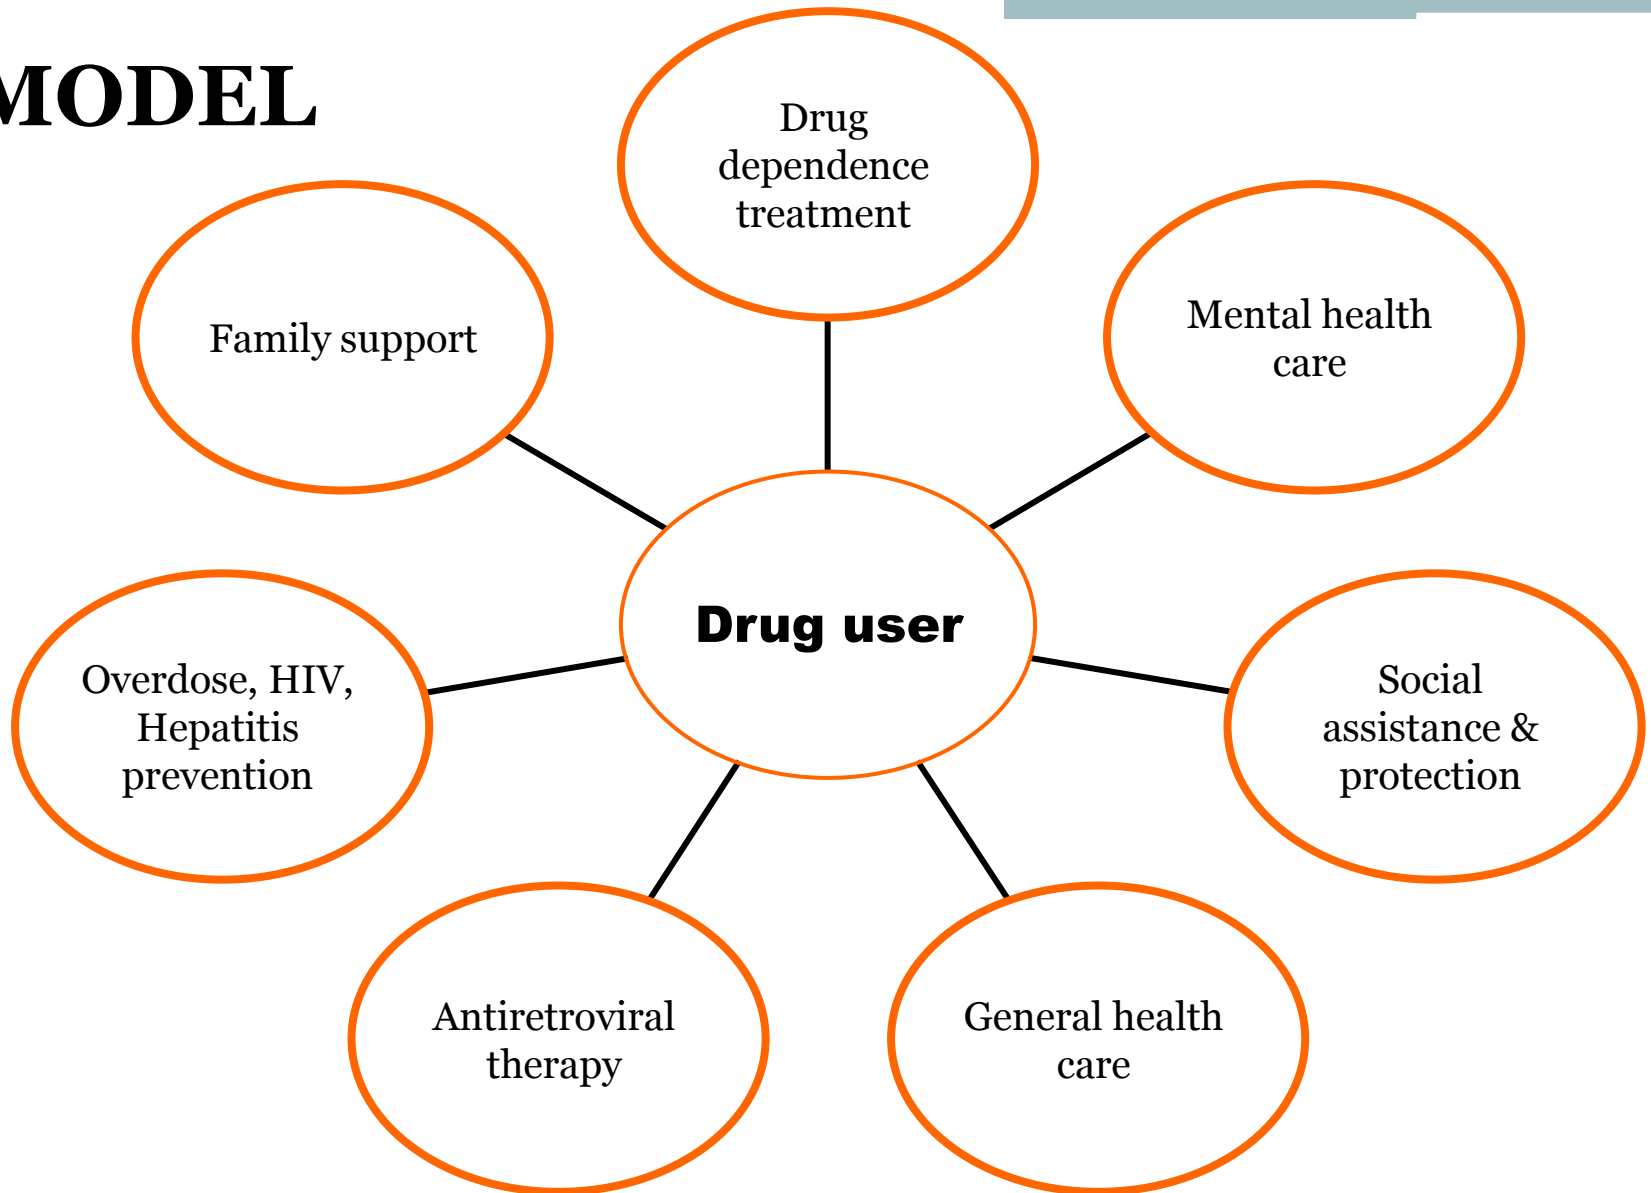 MODEL
Drug
dependence
treatment
Mental health
care
Social
assistance &
protection
General health
care
Antiretroviral
therapy
Overdose, HIV,
Hepatitis
prevention
Family support
Drug user